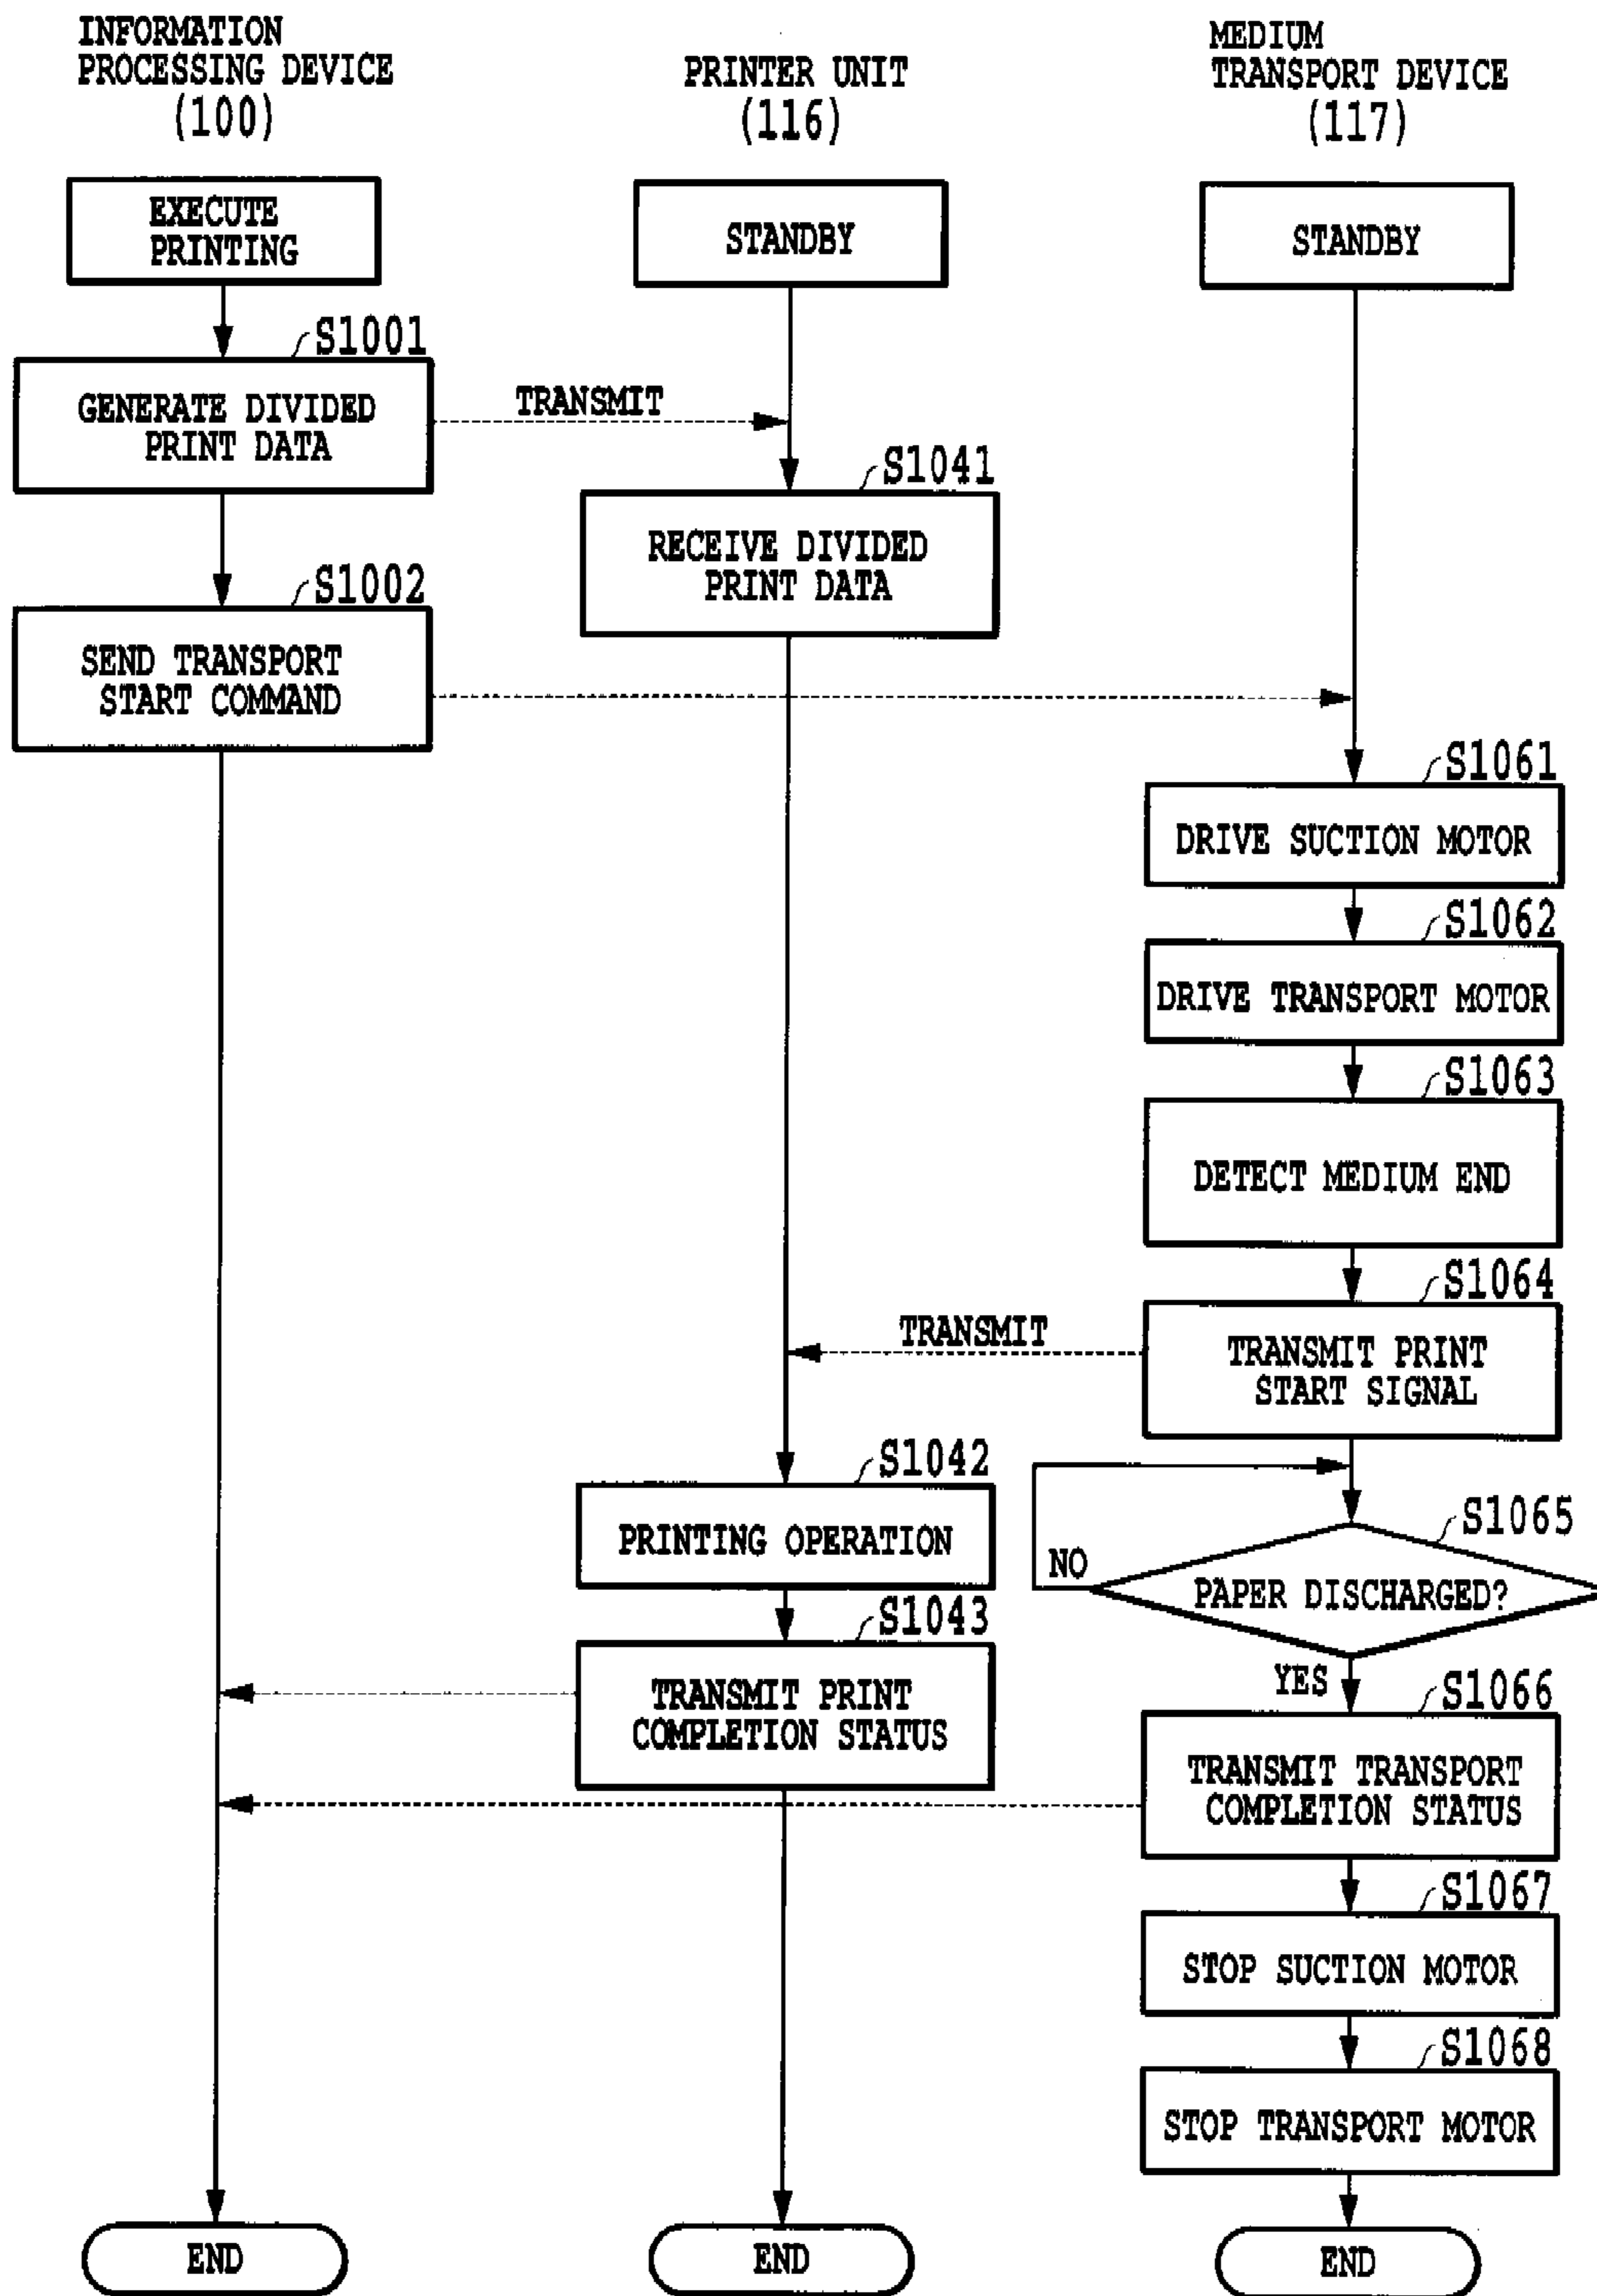 INFORMATION
PROCESSING DEVICE
(100)
PRINTER UNIT
(116)
MEDIUM
TRANSPORT DEVICE
(117)
EXECUTE
PRINTING
STANDBY
STANDBY
S1001
GENERATE DIVIDED
PRINT DATA
TRANSMIT
S1041
RECEIVE DIVIDED
PRINT DATA
S1002
SEND TRANSPORT
START COMMAND
S1061
DRIVE SUCTION MOTOR
S1062
DRIVE TRANSPORT MOTOR
S1063
DETECT MEDIUM END
S1064
TRANSMIT PRINT
START SIGNAL
TRANSMIT
S1042
PRINTING OPERATION
S1065
PAPER DISCHARGED?
NO
YES
S1043
TRANSMIT PRINT
COMPLETION STATUS
S1066
TRANSMIT TRANSPORT
COMPLETION STATUS
S1067
STOP SUCTION MOTOR
S1068
STOP TRANSPORT MOTOR
END
END
END